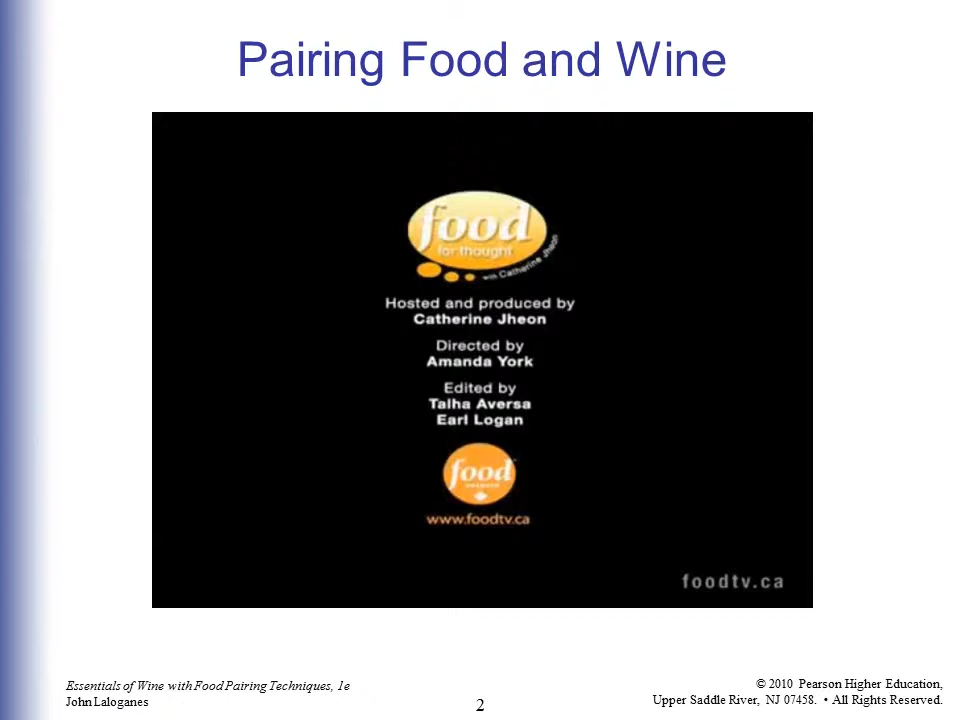 Pairing Food and Wine
food
for thought
with Catherine Jheon
Hosted and produced by
Catherine Jheon
Directed by
Amanda York
Edited by
Talha Aversa
Earl Logan
food
www.foodtv.ca
foodtv.ca
Essentials of Wine with Food Pairing Techniques, 1e
John Laloganes
2
© 2010 Pearson Higher Education,
Upper Saddle River, NJ 07458. • All Rights Reserved.